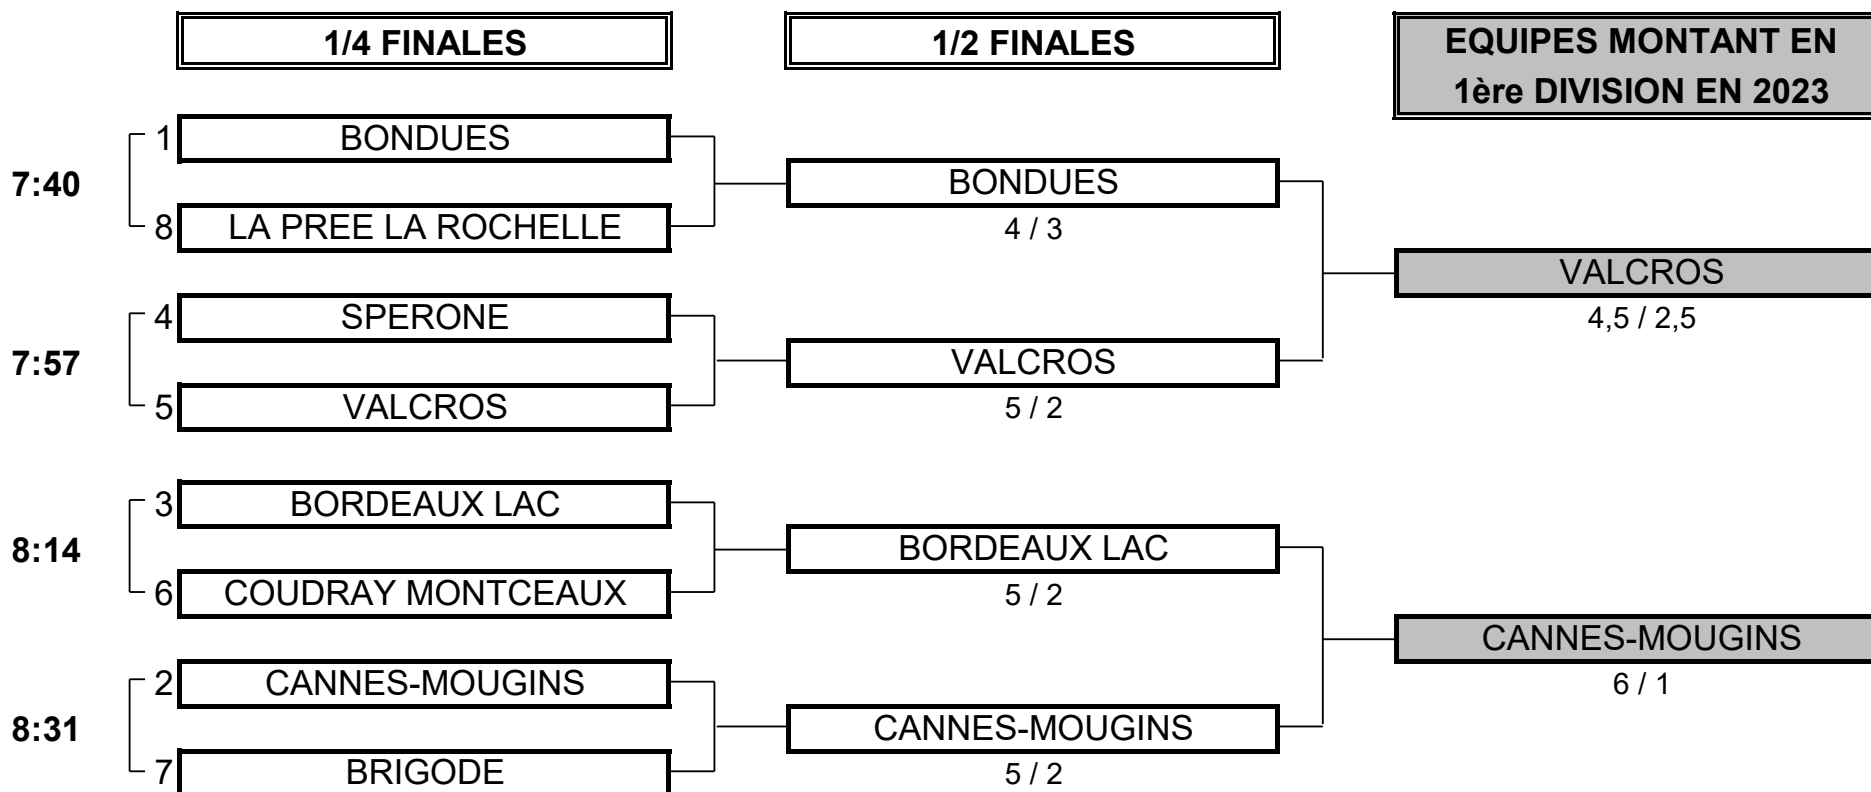 1/4 FINALES
1/2 FINALES
EQUIPES MONTANT EN
1ère DIVISION EN 2023
7:40
1 BONDUES
8 LA PREE LA ROCHELLE
BONDUES
4 / 3
7:57
4 SPERONE
5 VALCROS
VALCROS
5 / 2
VALCROS
4,5 / 2,5
8:14
3 BORDEAUX LAC
6 COUDRAY MONTCEAUX
BORDEAUX LAC
5 / 2
8:31
2 CANNES-MOUGINS
7 BRIGODE
CANNES-MOUGINS
5 / 2
CANNES-MOUGINS
6 / 1